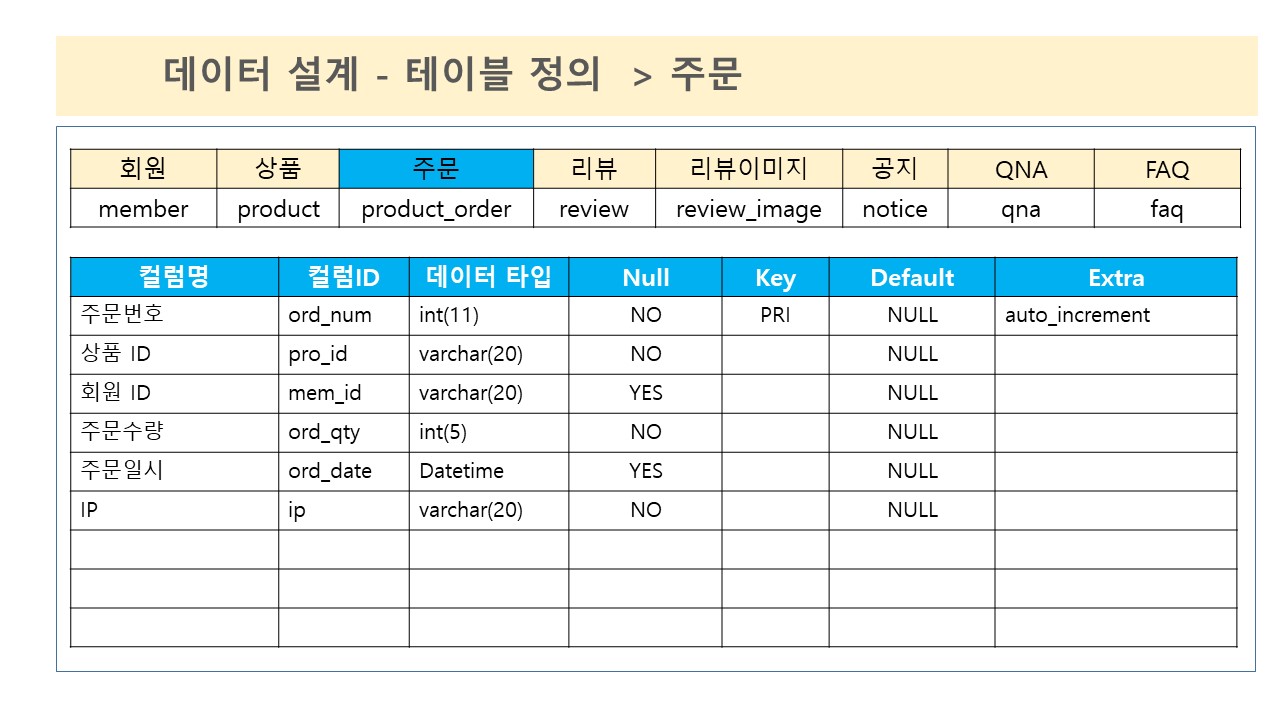 데이터 설계 - 테이블 정의 > 주문
회원 상품 주문 리뷰 리뷰이미지 공지 QNA FAQ
member product product_order review review_image notice qna faq
컬럼명 컬럼ID 데이터 타입 Null Key Default Extra
주문번호 ord_num int(11) NO PRI NULL auto_increment
상품 ID pro_id varchar(20) NO NULL
회원 ID mem_id varchar(20) YES NULL
주문수량 ord_qty int(5) NO NULL
주문일시 ord_date Datetime YES NULL
IP ip varchar(20) NO NULL